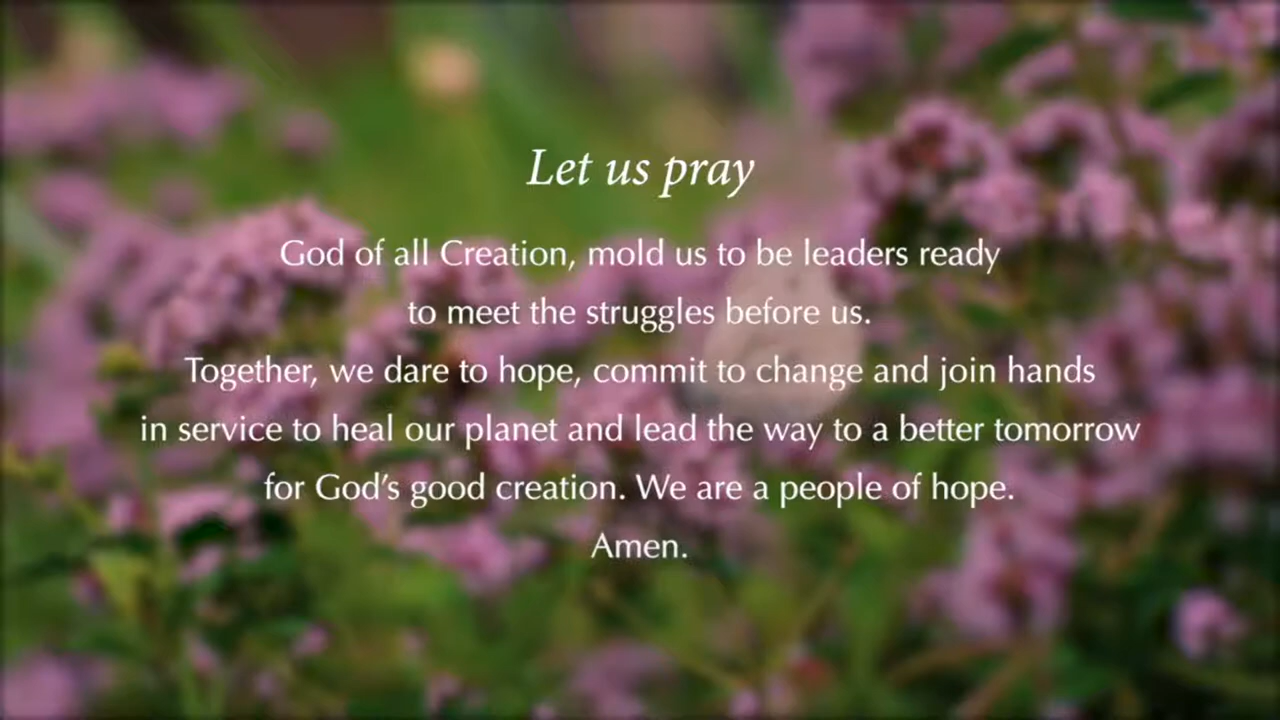 Let us pray
God of all Creation, mold us to be leaders ready
to meet the struggles before us.
Together, we dare to hope, commit to change and join hands
in service to heal our planet and lead the way to a better tomorrow
for God’s good creation. We are a people of hope.
Amen.